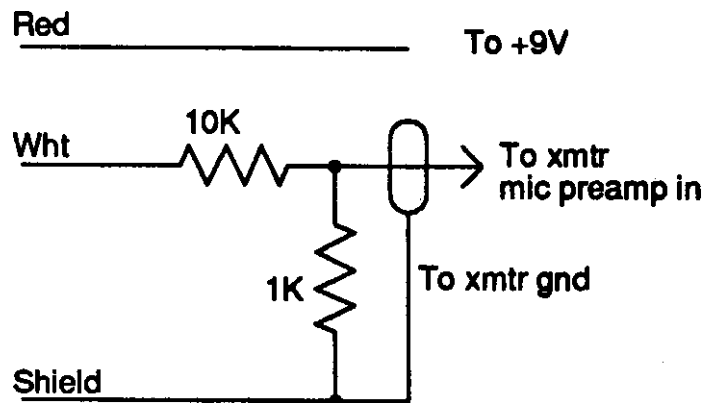 Red
To +9V
10K
Wht
To xmtr
mic preamp in
1K
To xmtr gnd
Shield